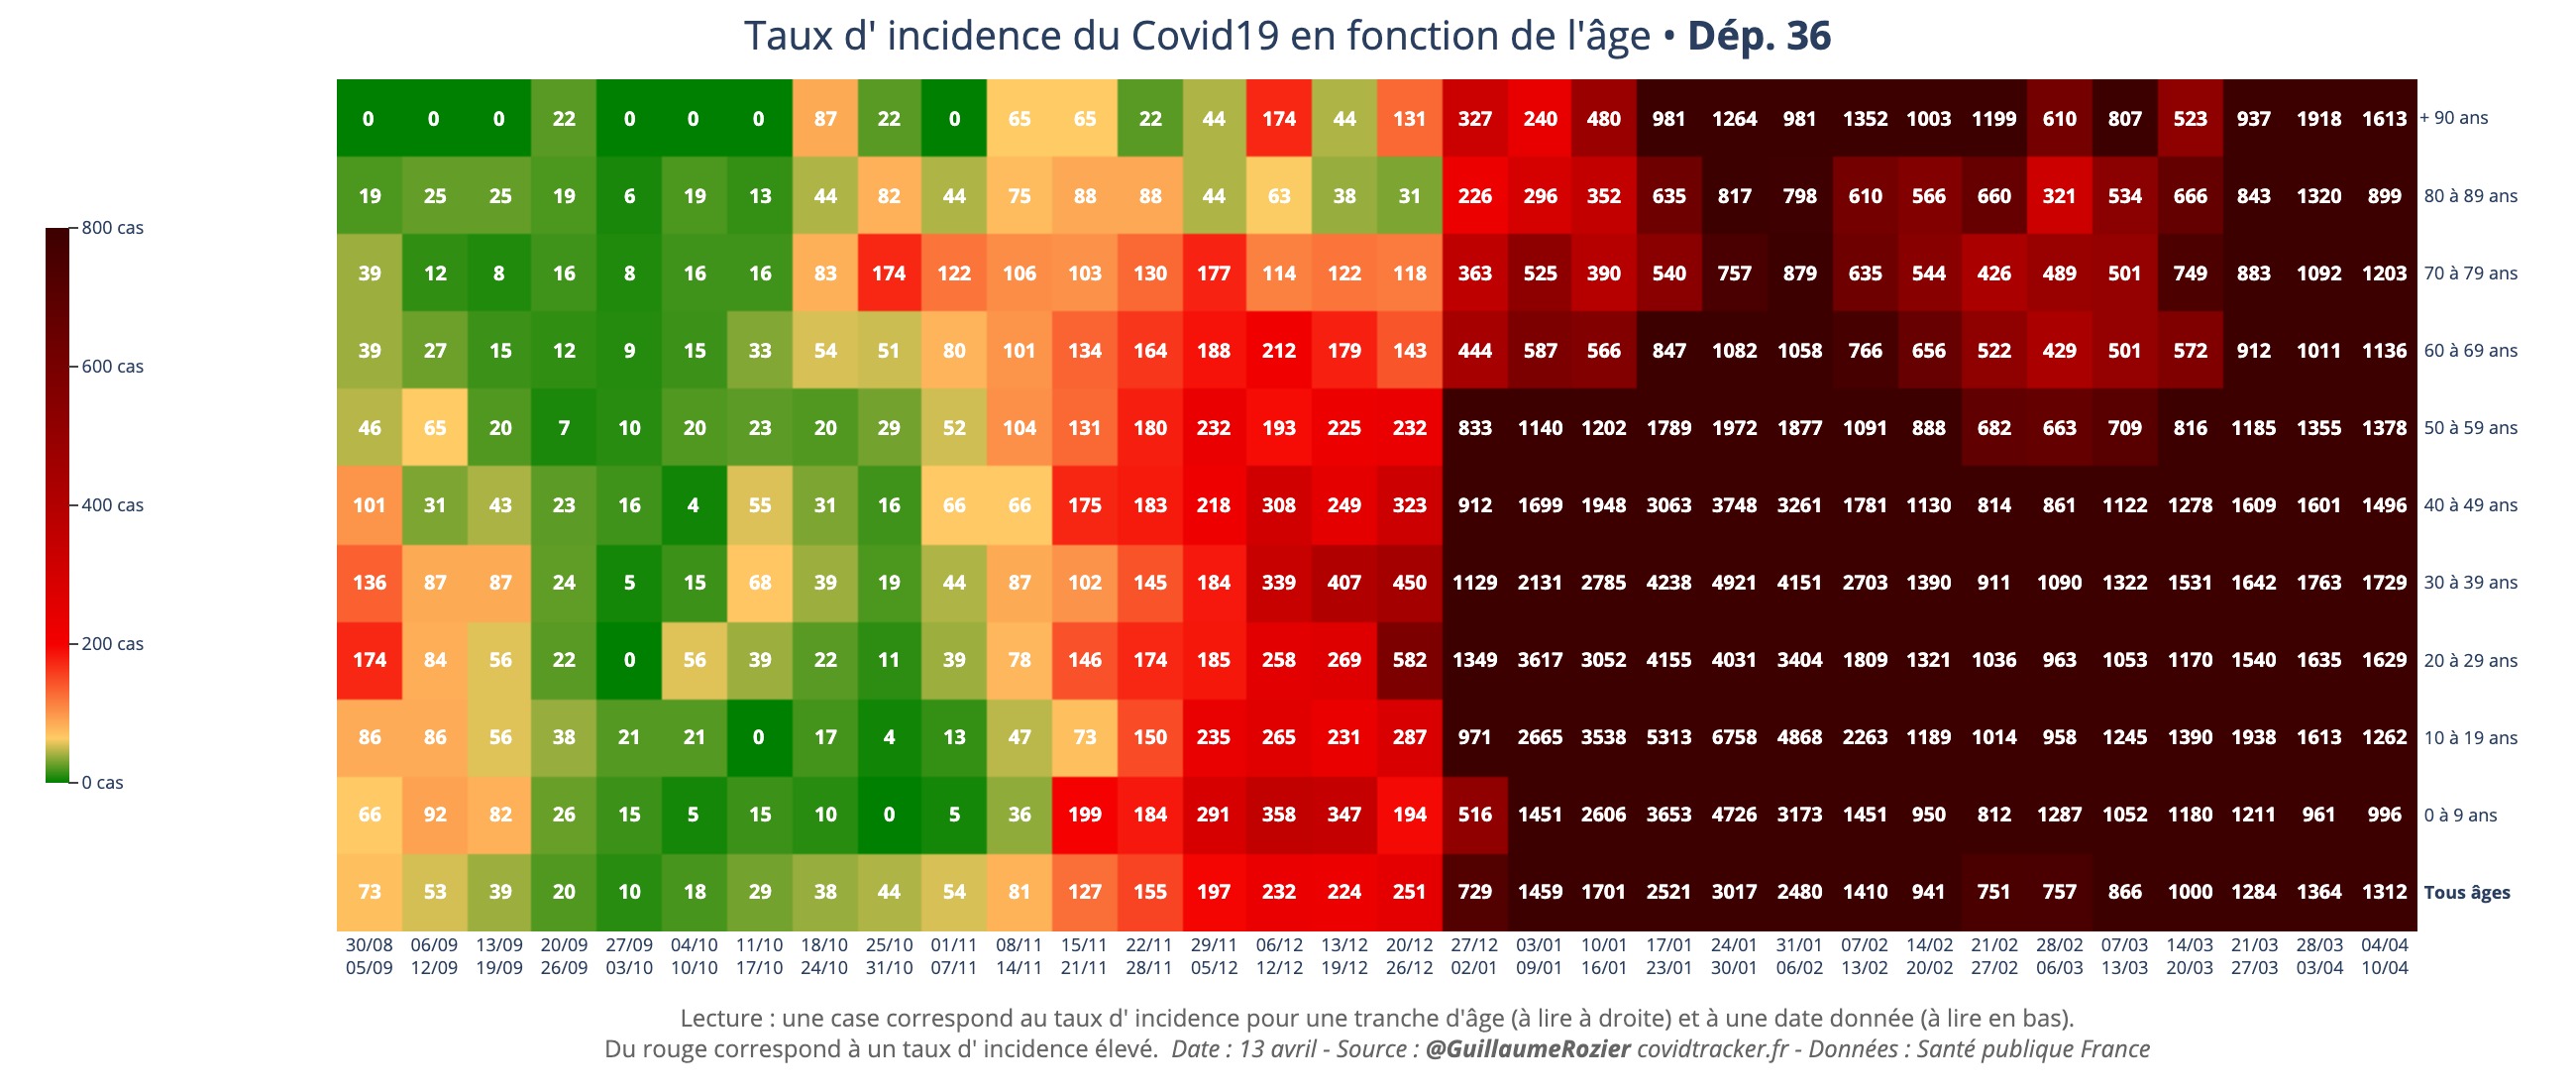 Taux d' incidence du Covid19 en fonction de l'âge • Dép. 36
800 cas
600 cas
400 cas
200 cas
0 cas
0 0 0 22 0 0 0 87 22 0 65 65 22 44 174 44 131 327 240 480 981 1264 981 1352 1003 1199 610 807 523 937 1918 1613 + 90 ans
19 25 25 19 6 19 13 44 82 44 75 88 88 44 63 38 31 226 296 352 635 817 798 610 566 660 321 534 666 843 1320 899 80 à 89 ans
39 12 8 16 8 16 16 83 174 122 106 103 130 177 114 122 118 363 525 390 540 757 879 635 544 426 489 501 749 883 1092 1203 70 à 79 ans
39 27 15 12 9 15 33 54 51 80 101 134 164 188 212 179 143 444 587 566 847 1082 1058 766 656 522 429 501 572 912 1011 1136 60 à 69 ans
46 65 20 7 10 20 23 20 29 52 104 131 180 232 193 225 232 833 1140 1202 1789 1972 1877 1091 888 682 663 709 816 1185 1355 1378 50 à 59 ans
101 31 43 23 16 4 55 31 16 66 66 175 183 218 308 249 323 912 1699 1948 3063 3748 3261 1781 1130 814 861 1122 1278 1609 1601 1496 40 à 49 ans
136 87 87 24 5 15 68 39 19 44 87 102 145 184 339 407 450 1129 2131 2785 4238 4921 4151 2703 1390 911 1090 1322 1531 1642 1763 1729 30 à 39 ans
174 84 56 22 0 56 39 22 11 39 78 146 174 185 258 269 582 1349 3617 3052 4155 4031 3404 1809 1321 1036 963 1053 1170 1540 1635 1629 20 à 29 ans
86 86 56 38 21 21 0 17 4 13 47 73 150 235 265 231 287 971 2665 3538 5313 6758 4868 2263 1189 1014 958 1245 1390 1938 1613 1262 10 à 19 ans
66 92 82 26 15 5 15 10 0 5 36 199 184 291 358 347 194 516 1451 2606 3653 4726 3173 1451 950 812 1287 1052 1180 1211 961 996 0 à 9 ans
73 53 39 20 10 18 29 38 44 54 81 127 155 197 232 224 251 729 1459 1701 2521 3017 2480 1410 941 751 757 866 1000 1284 1364 1312 Tous âges
30/08 06/09 13/09 20/09 27/09 04/10 11/10 18/10 25/10 01/11 08/11 15/11 22/11 29/11 06/12 13/12 20/12 27/12 03/01 10/01 17/01 24/01 31/01 07/02 14/02 21/02 28/02 07/03 14/03 21/03 28/03 04/04
05/09 12/09 19/09 26/09 03/10 10/10 17/10 24/10 31/10 07/11 14/11 21/11 28/11 05/12 12/12 19/12 26/12 02/01 09/01 16/01 23/01 30/01 06/02 13/02 20/02 27/02 06/03 13/03 20/03 27/03 03/04 10/04
Lecture : une case correspond au taux d' incidence pour une tranche d'âge (à lire à droite) et à une date donnée (à lire en bas).
Du rouge correspond à un taux d' incidence élevé. Date : 13 avril - Source : @GuillaumeRozier covidtracker.fr - Données : Santé publique France